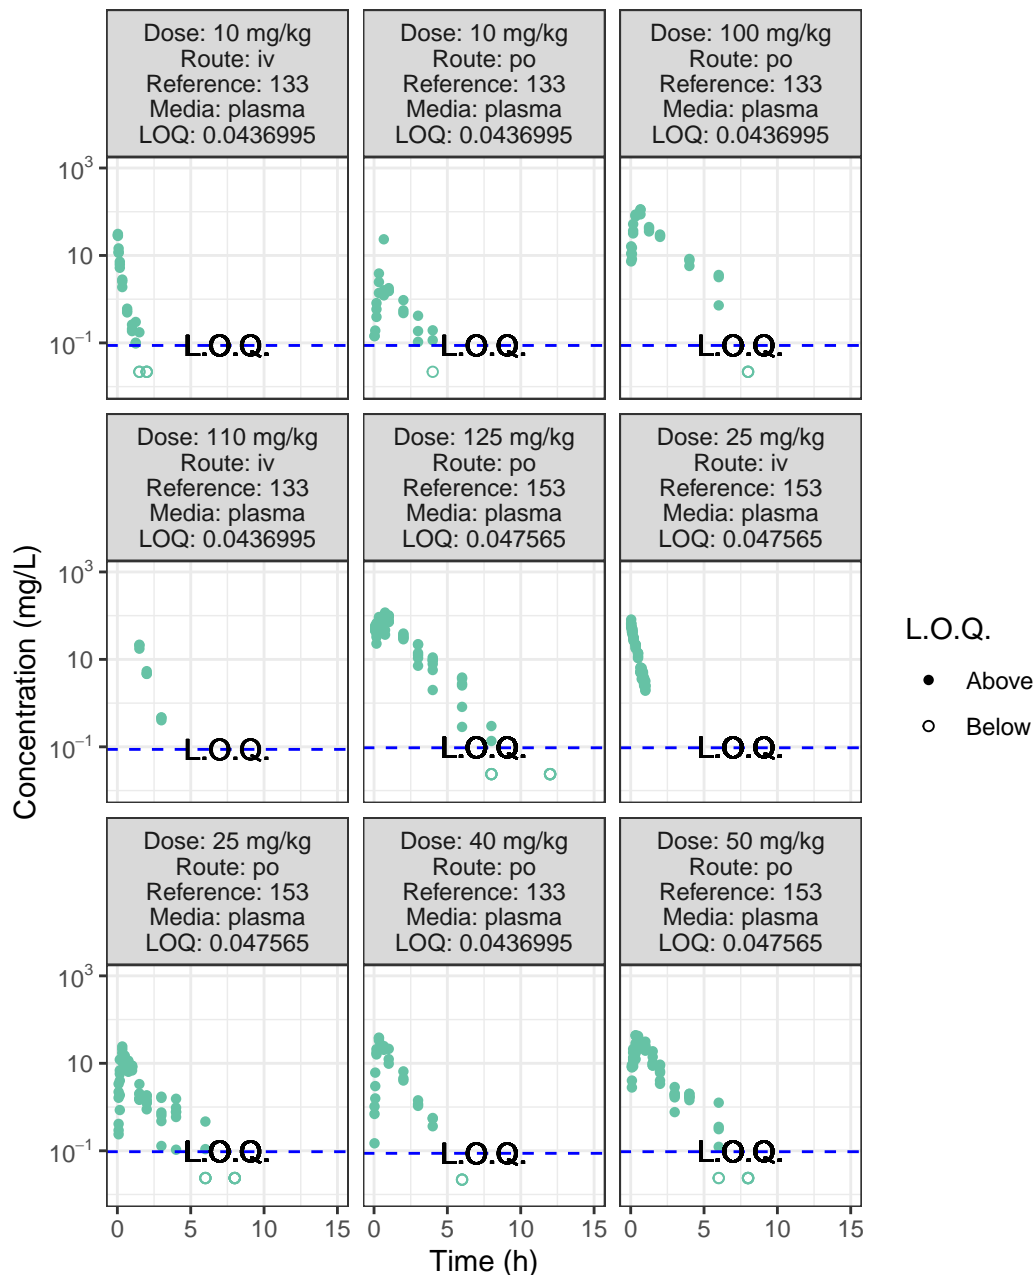 Dose: 10 mg/kg
Route: iv
Reference: 133
Media: plasma
LOQ: 0.0436995
Dose: 10 mg/kg
Route: po
Reference: 133
Media: plasma
LOQ: 0.0436995
Dose: 100 mg/kg
Route: po
Reference: 133
Media: plasma
LOQ: 0.0436995
10³
10
10⁻¹
L.O.Q.
L.O.Q.
L.O.Q.
Dose: 110 mg/kg
Route: iv
Reference: 133
Media: plasma
LOQ: 0.0436995
Dose: 125 mg/kg
Route: po
Reference: 153
Media: plasma
LOQ: 0.047565
Dose: 25 mg/kg
Route: iv
Reference: 153
Media: plasma
LOQ: 0.047565
10³
10
10⁻¹
L.O.Q.
L.O.Q.
L.O.Q.
Dose: 25 mg/kg
Route: po
Reference: 153
Media: plasma
LOQ: 0.047565
Dose: 40 mg/kg
Route: po
Reference: 133
Media: plasma
LOQ: 0.0436995
Dose: 50 mg/kg
Route: po
Reference: 153
Media: plasma
LOQ: 0.047565
10³
10
10⁻¹
L.O.Q.
L.O.Q.
L.O.Q.
0 5 10 15
0 5 10 15
0 5 10 15
Time (h)
Concentration (mg/L)
L.O.Q.
Above
Below